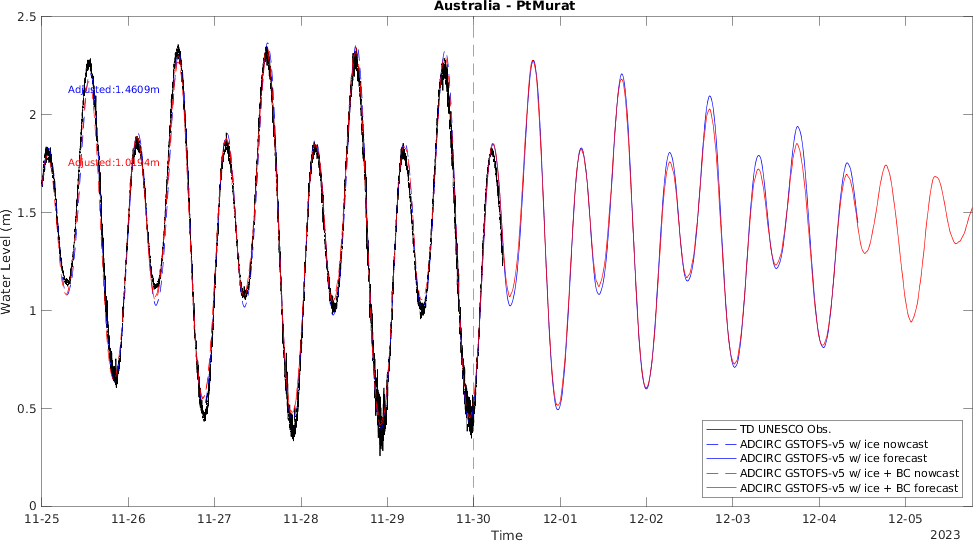 Australia - PtMurat
2.5
2
1.5
1
0.5
0
Water Level (m)
Adjusted:1.4609m
11-25
11-26
11-27
11-28
11-29
11-30
12-01
12-02
12-03
12-04
12-05
Time
2023
TD UNESCO Obs.
ADCIRC GSTOFS-v5 w/ ice nowcast
ADCIRC GSTOFS-v5 w/ ice forecast
ADCIRC GSTOFS-v5 w/ ice + BC nowcast
ADCIRC GSTOFS-v5 w/ ice + BC forecast